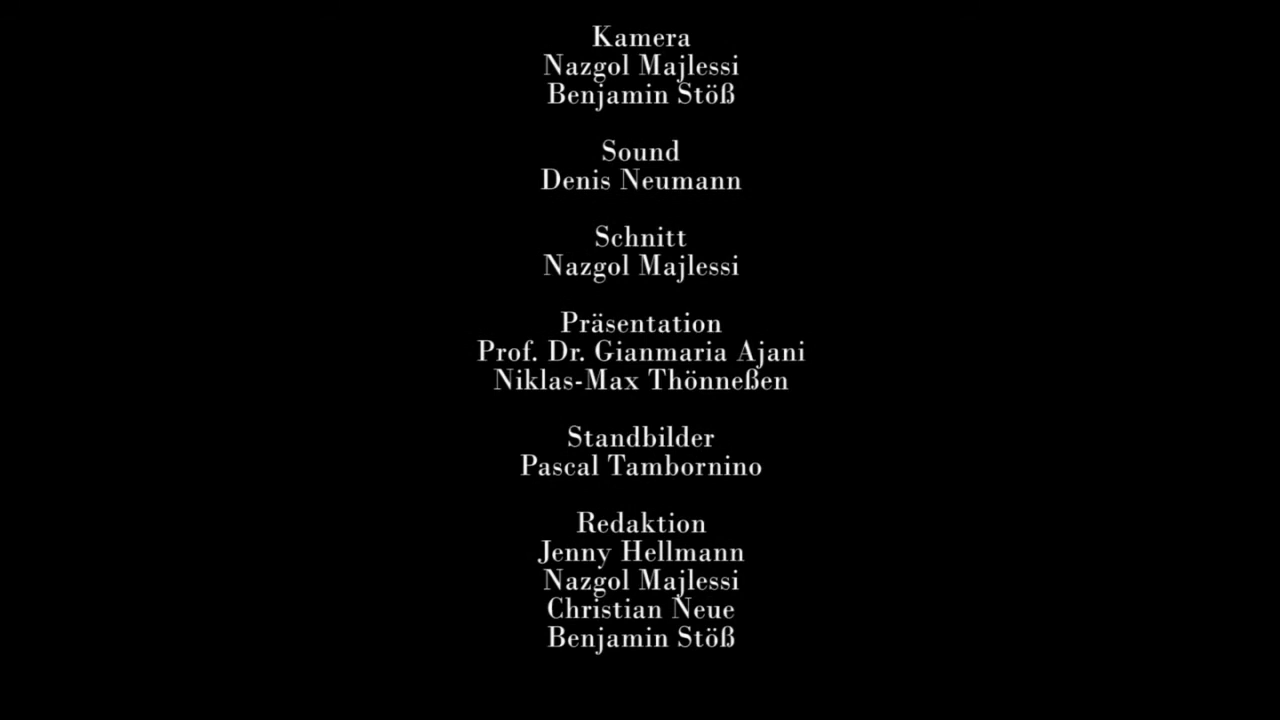 Kamera
Nazgol Majlessi
Benjamin Stöß
Sound
Denis Neumann
Schnitt
Nazgol Majlessi
Präsentation
Prof. Dr. Gianmaria Ajani
Niklas-Max Thönneßen
Standbilder
Pascal Tambornino
Redaktion
Jenny Hellmann
Nazgol Majlessi
Christian Neue
Benjamin Stöß